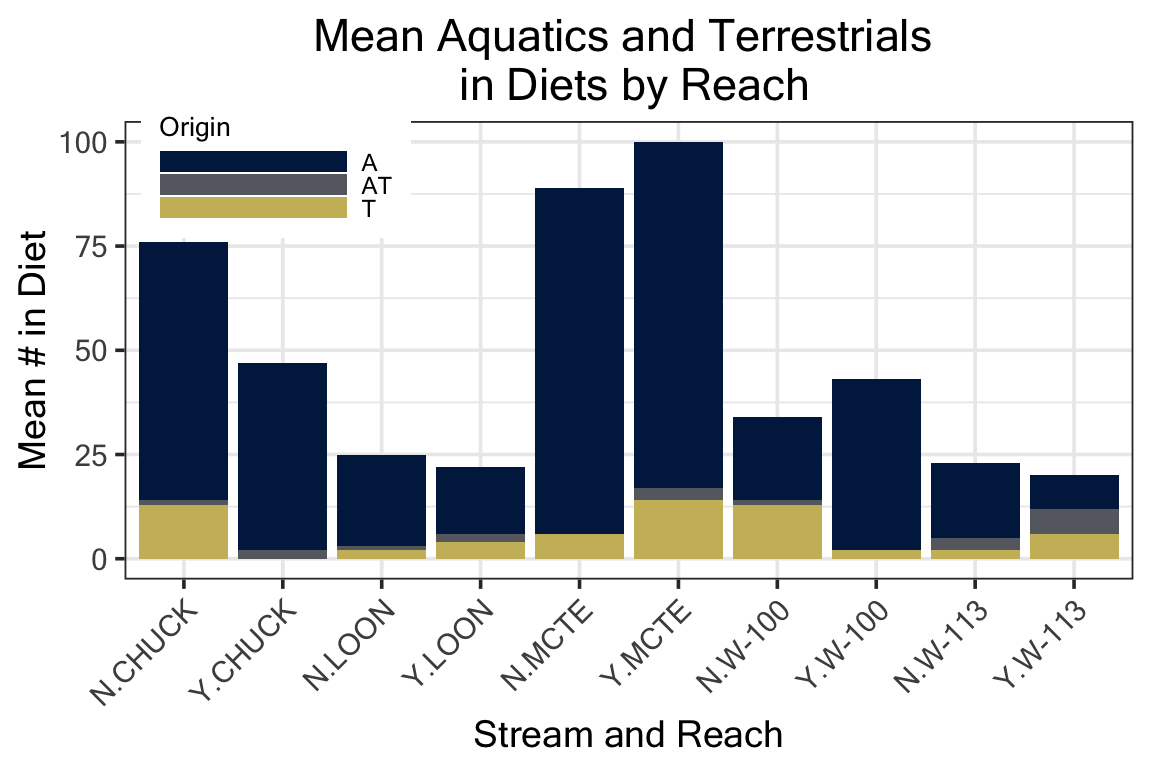 Mean Aquatics and Terrestrials
in Diets by Reach
Origin
A
AT
T
Mean # in Diet
100
75
50
25
0
N.CHUCK
Y.CHUCK
N.LOON
Y.LOON
N.MCTE
Y.MCTE
N.W-100
Y.W-100
N.W-113
Y.W-113
Stream and Reach